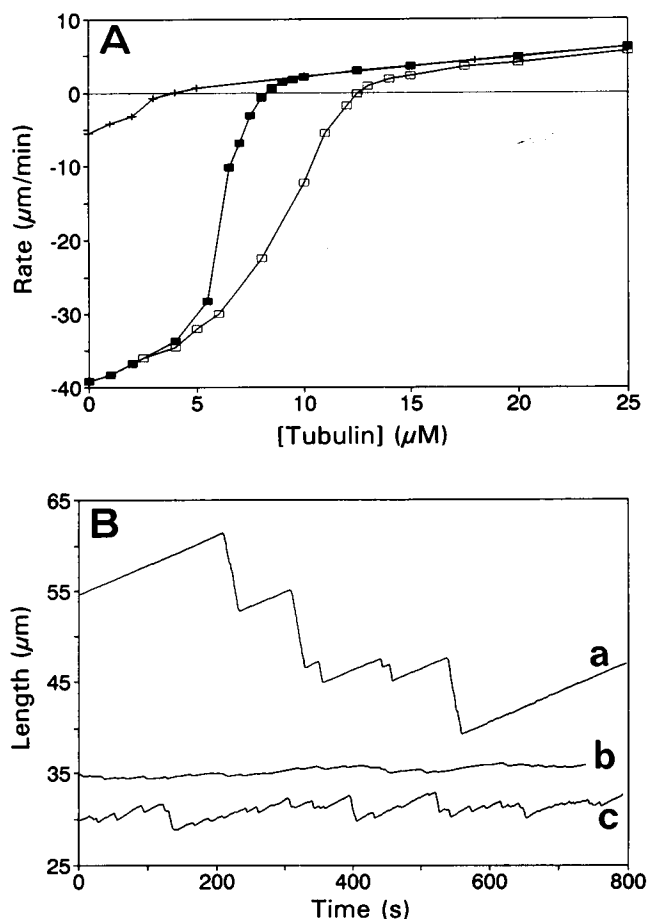 A
10
0
-10
-20
-30
-40
Rate (µm/min)
0 5 10 15 20 25
[Tubulin] (µM)
B
65
55
45
35
25
Length (µm)
a
b
c
0 200 400 600 800
Time (s)